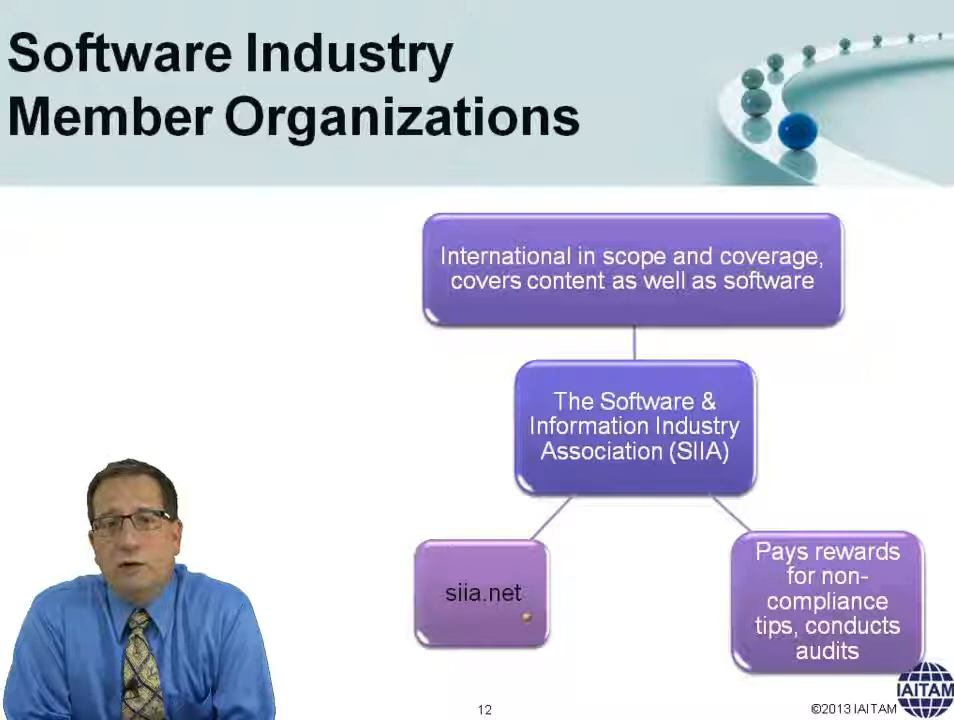 Software Industry
Member Organizations
International in scope and coverage,
covers content as well as software
The Software &
Information Industry
Association (SIIA)
siia.net
Pays rewards
for non-
compliance
tips, conducts
audits
12
©2013 IAITAM
IAITAM